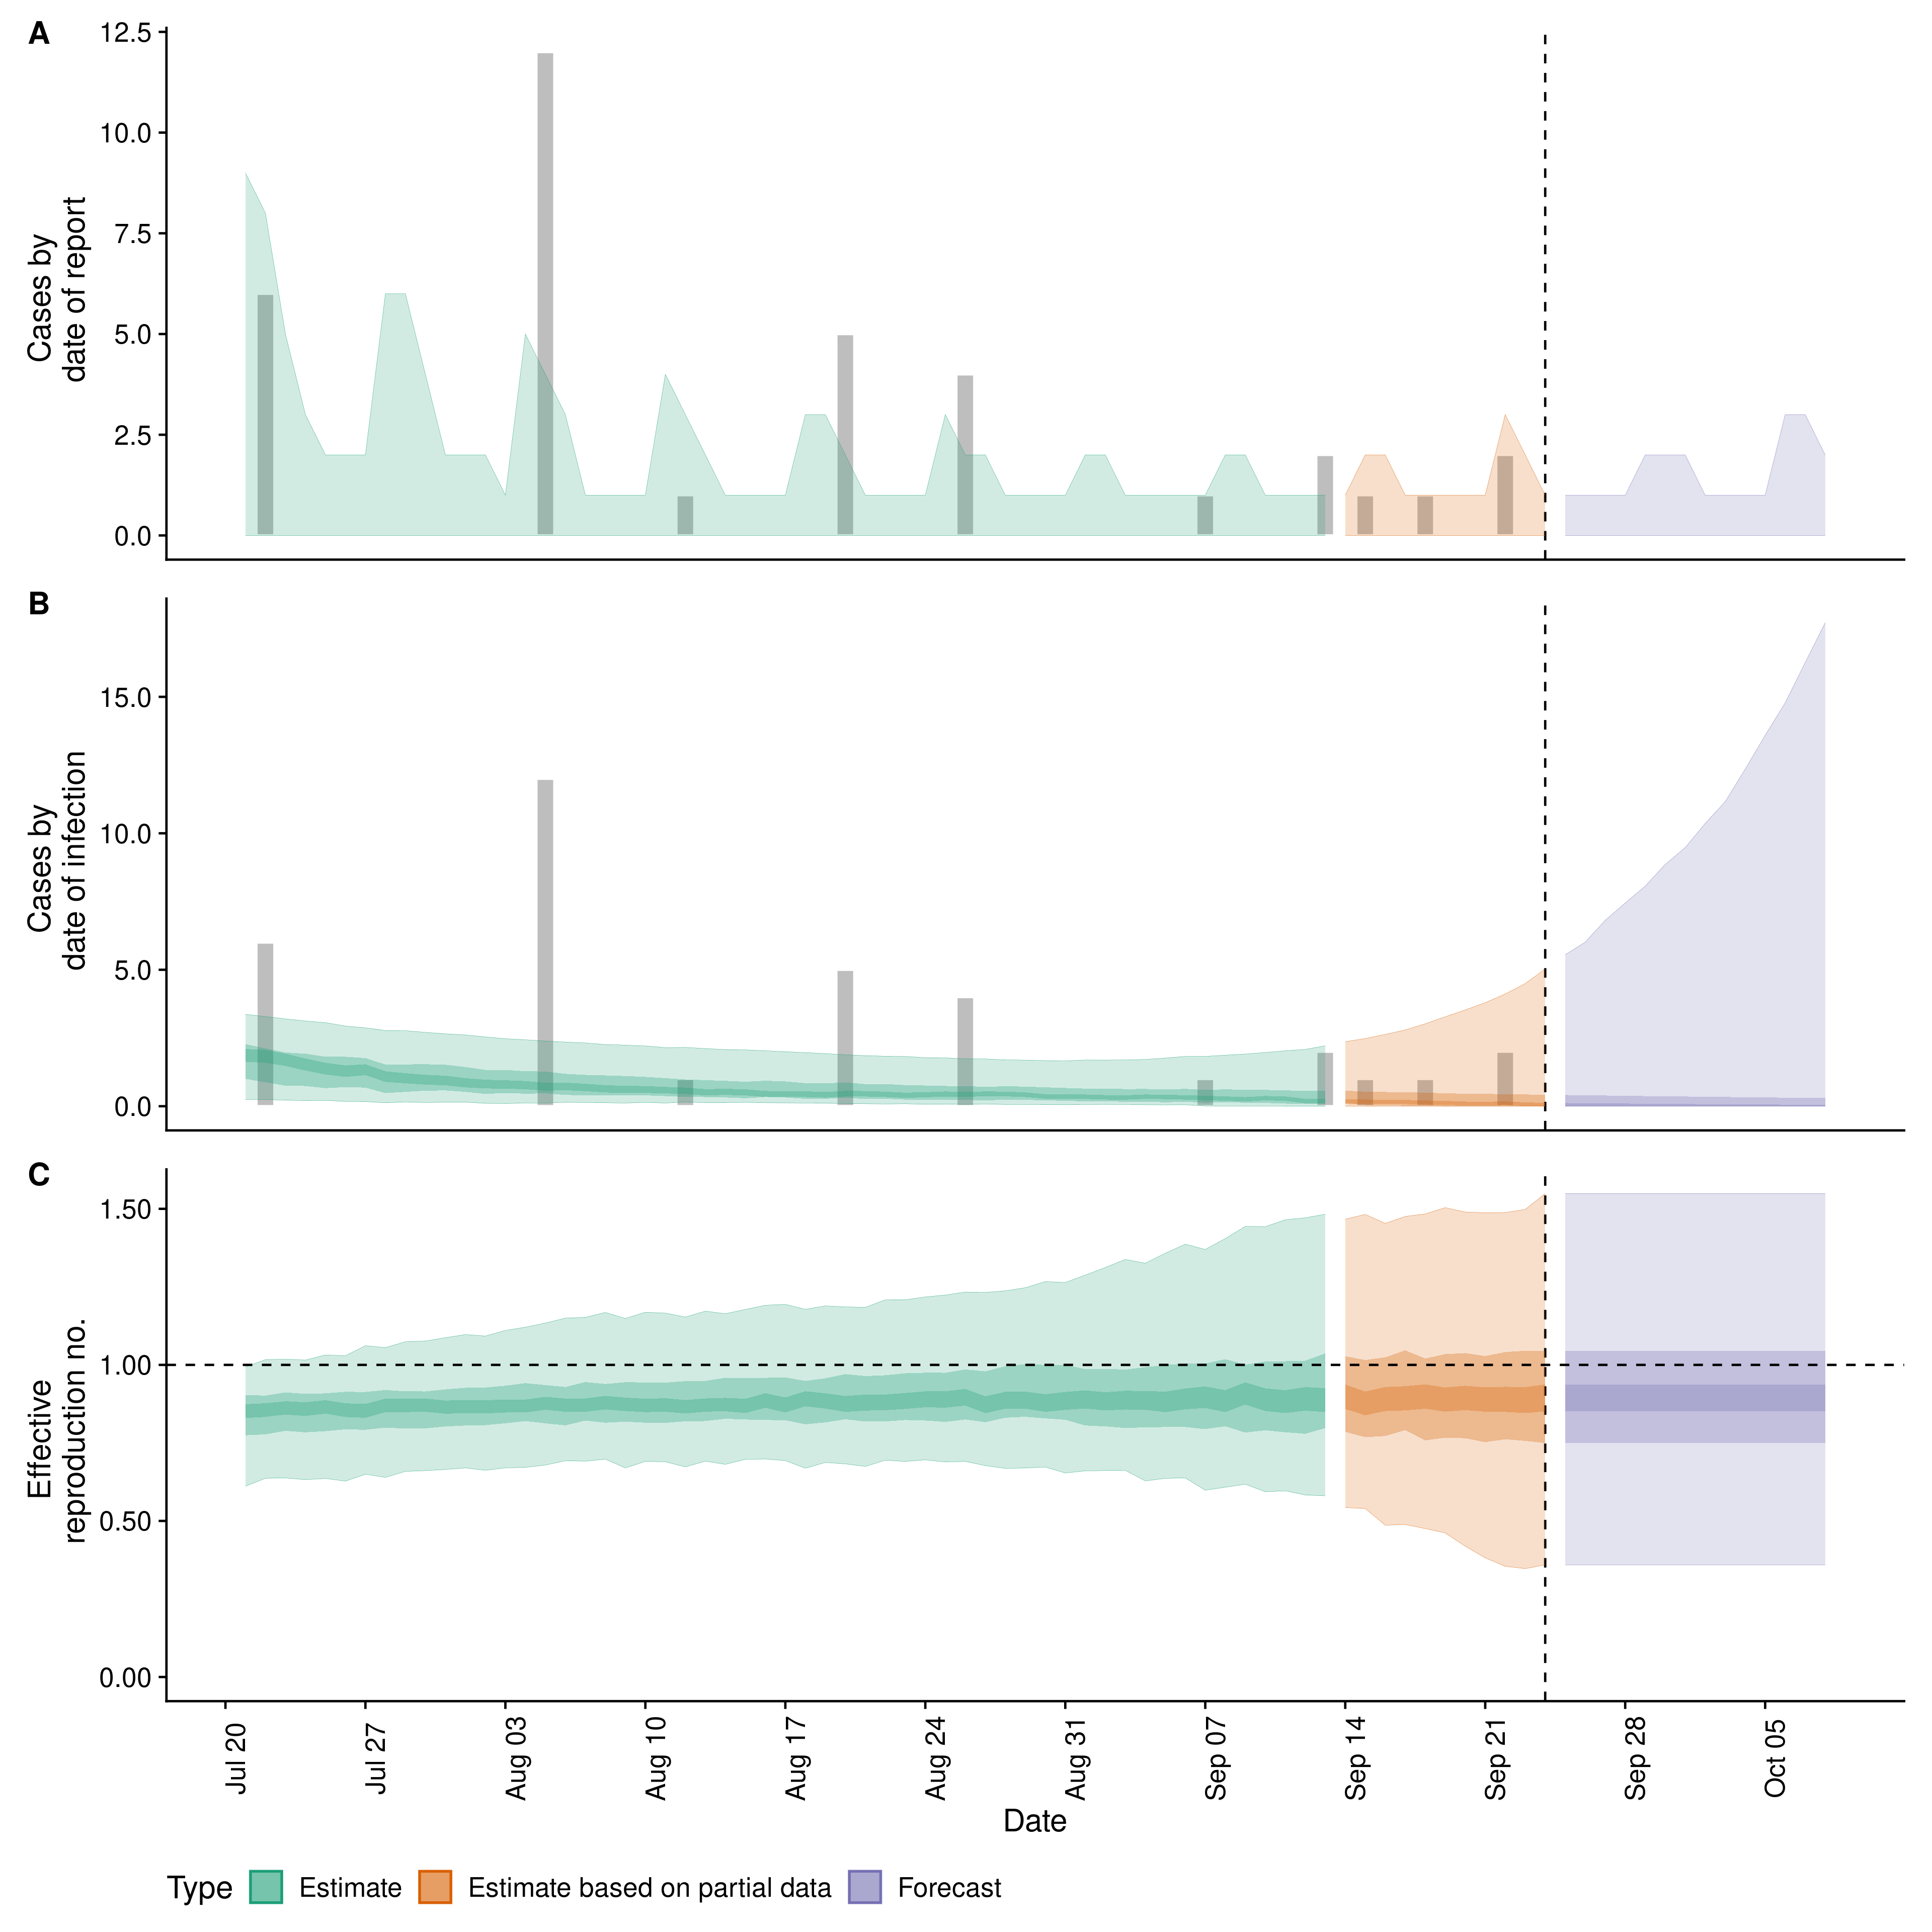 A
12.5
10.0
7.5
5.0
2.5
0.0
Cases by
date of report
B
15.0
10.0
5.0
0.0
Cases by
date of infection
C
1.50
1.00
0.50
0.00
Effective
reproduction no.
Jul 20
Jul 27
Aug 03
Aug 10
Aug 17
Aug 24
Aug 31
Sep 07
Sep 14
Sep 21
Sep 28
Oct 05
Date
Type Estimate Estimate based on partial data Forecast